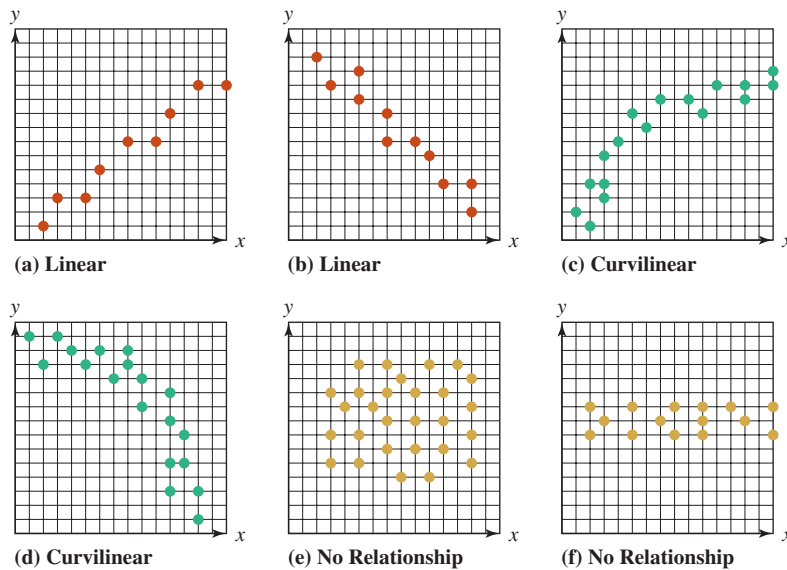 y
x
(a) Linear
y
x
(b) Linear
y
x
(c) Curvilinear
y
x
(d) Curvilinear
y
x
(e) No Relationship
y
x
(f) No Relationship